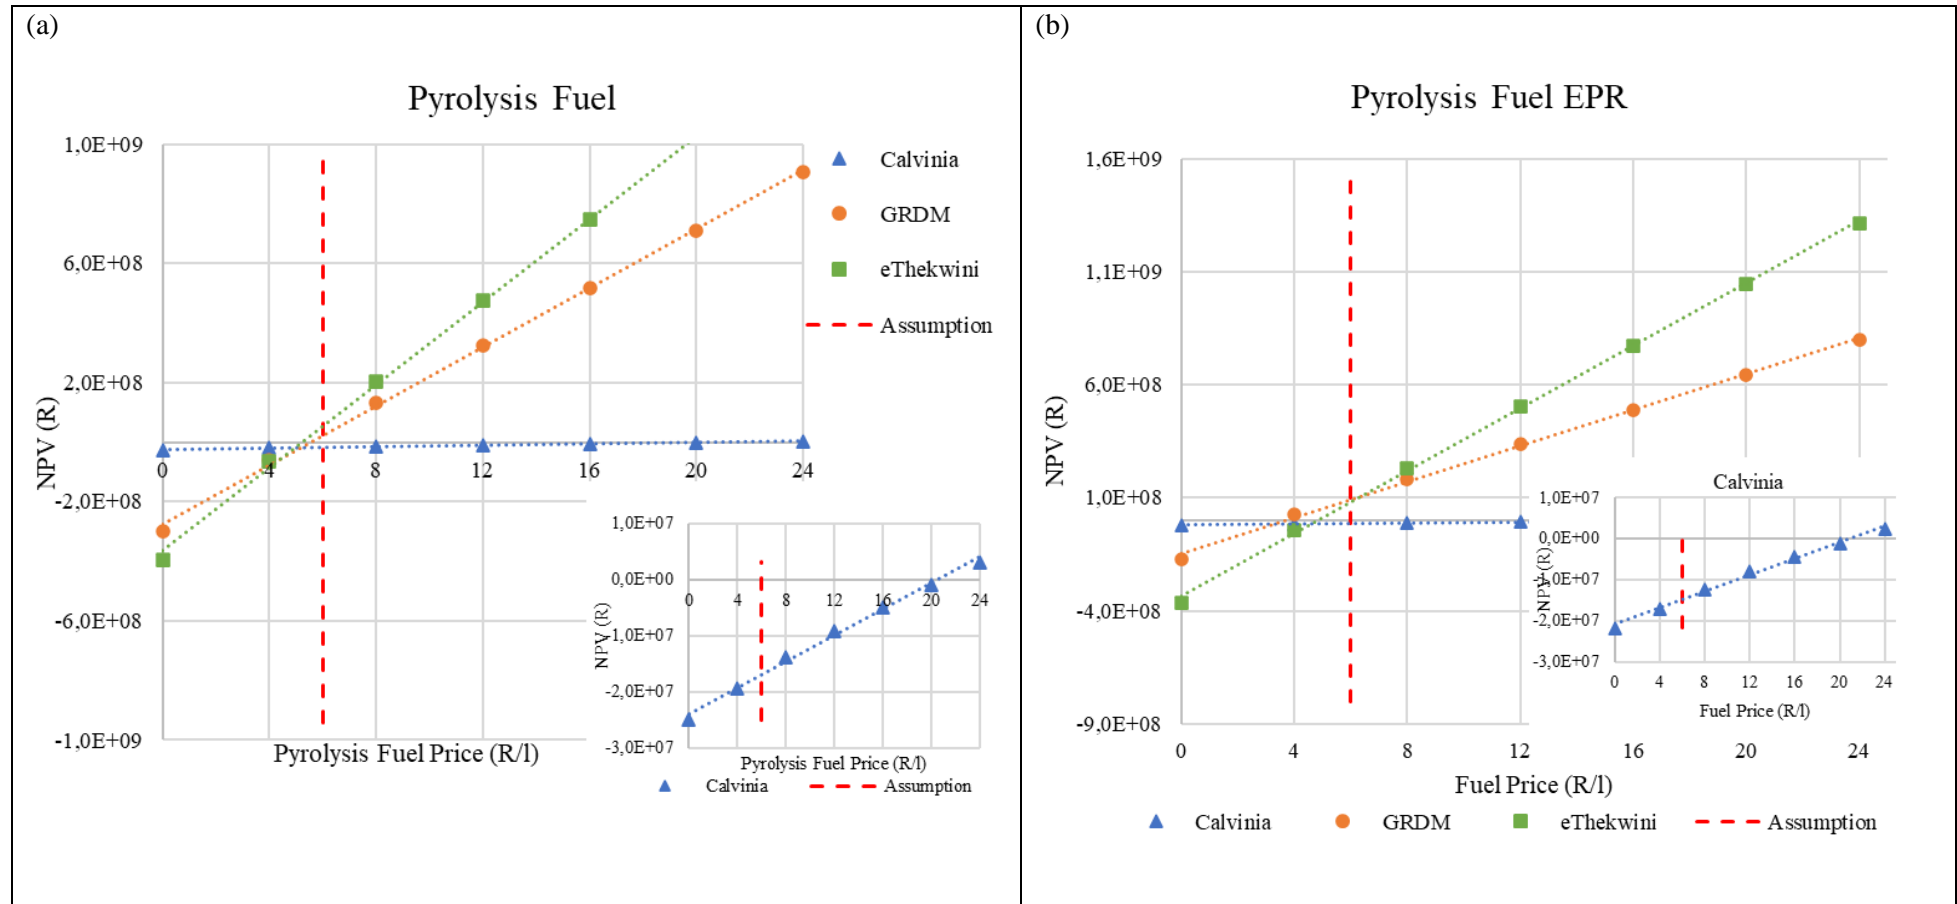 (a)
Pyrolysis Fuel
1,0E+09
6,0E+08
2,0E+08
-2,0E+08
-6,0E+08
-1,0E+09
NPV (R)
0 4 8 12 16 20 24
Pyrolysis Fuel Price (R/l)
Calvinia
GRDM
eThekwini
Assumption
1,0E+07
0,0E+00
-1,0E+07
-2,0E+07
-3,0E+07
NPV (R)
0 4 8 12 16 20 24
Pyrolysis Fuel Price (R/l)
Calvinia Assumption
(b)
Pyrolysis Fuel EPR
1,6E+09
1,1E+09
6,0E+08
1,0E+08
-4,0E+08
-9,0E+08
NPV (R)
0 4 8 12 16 20 24
Fuel Price (R/l)
Calvinia GRDM eThekwini Assumption
Calvinia
1,0E+07
0,0E+00
-1,0E+07
-2,0E+07
-3,0E+07
NPV (R)
0 4 8 12 16 20 24
Fuel Price (R/l)